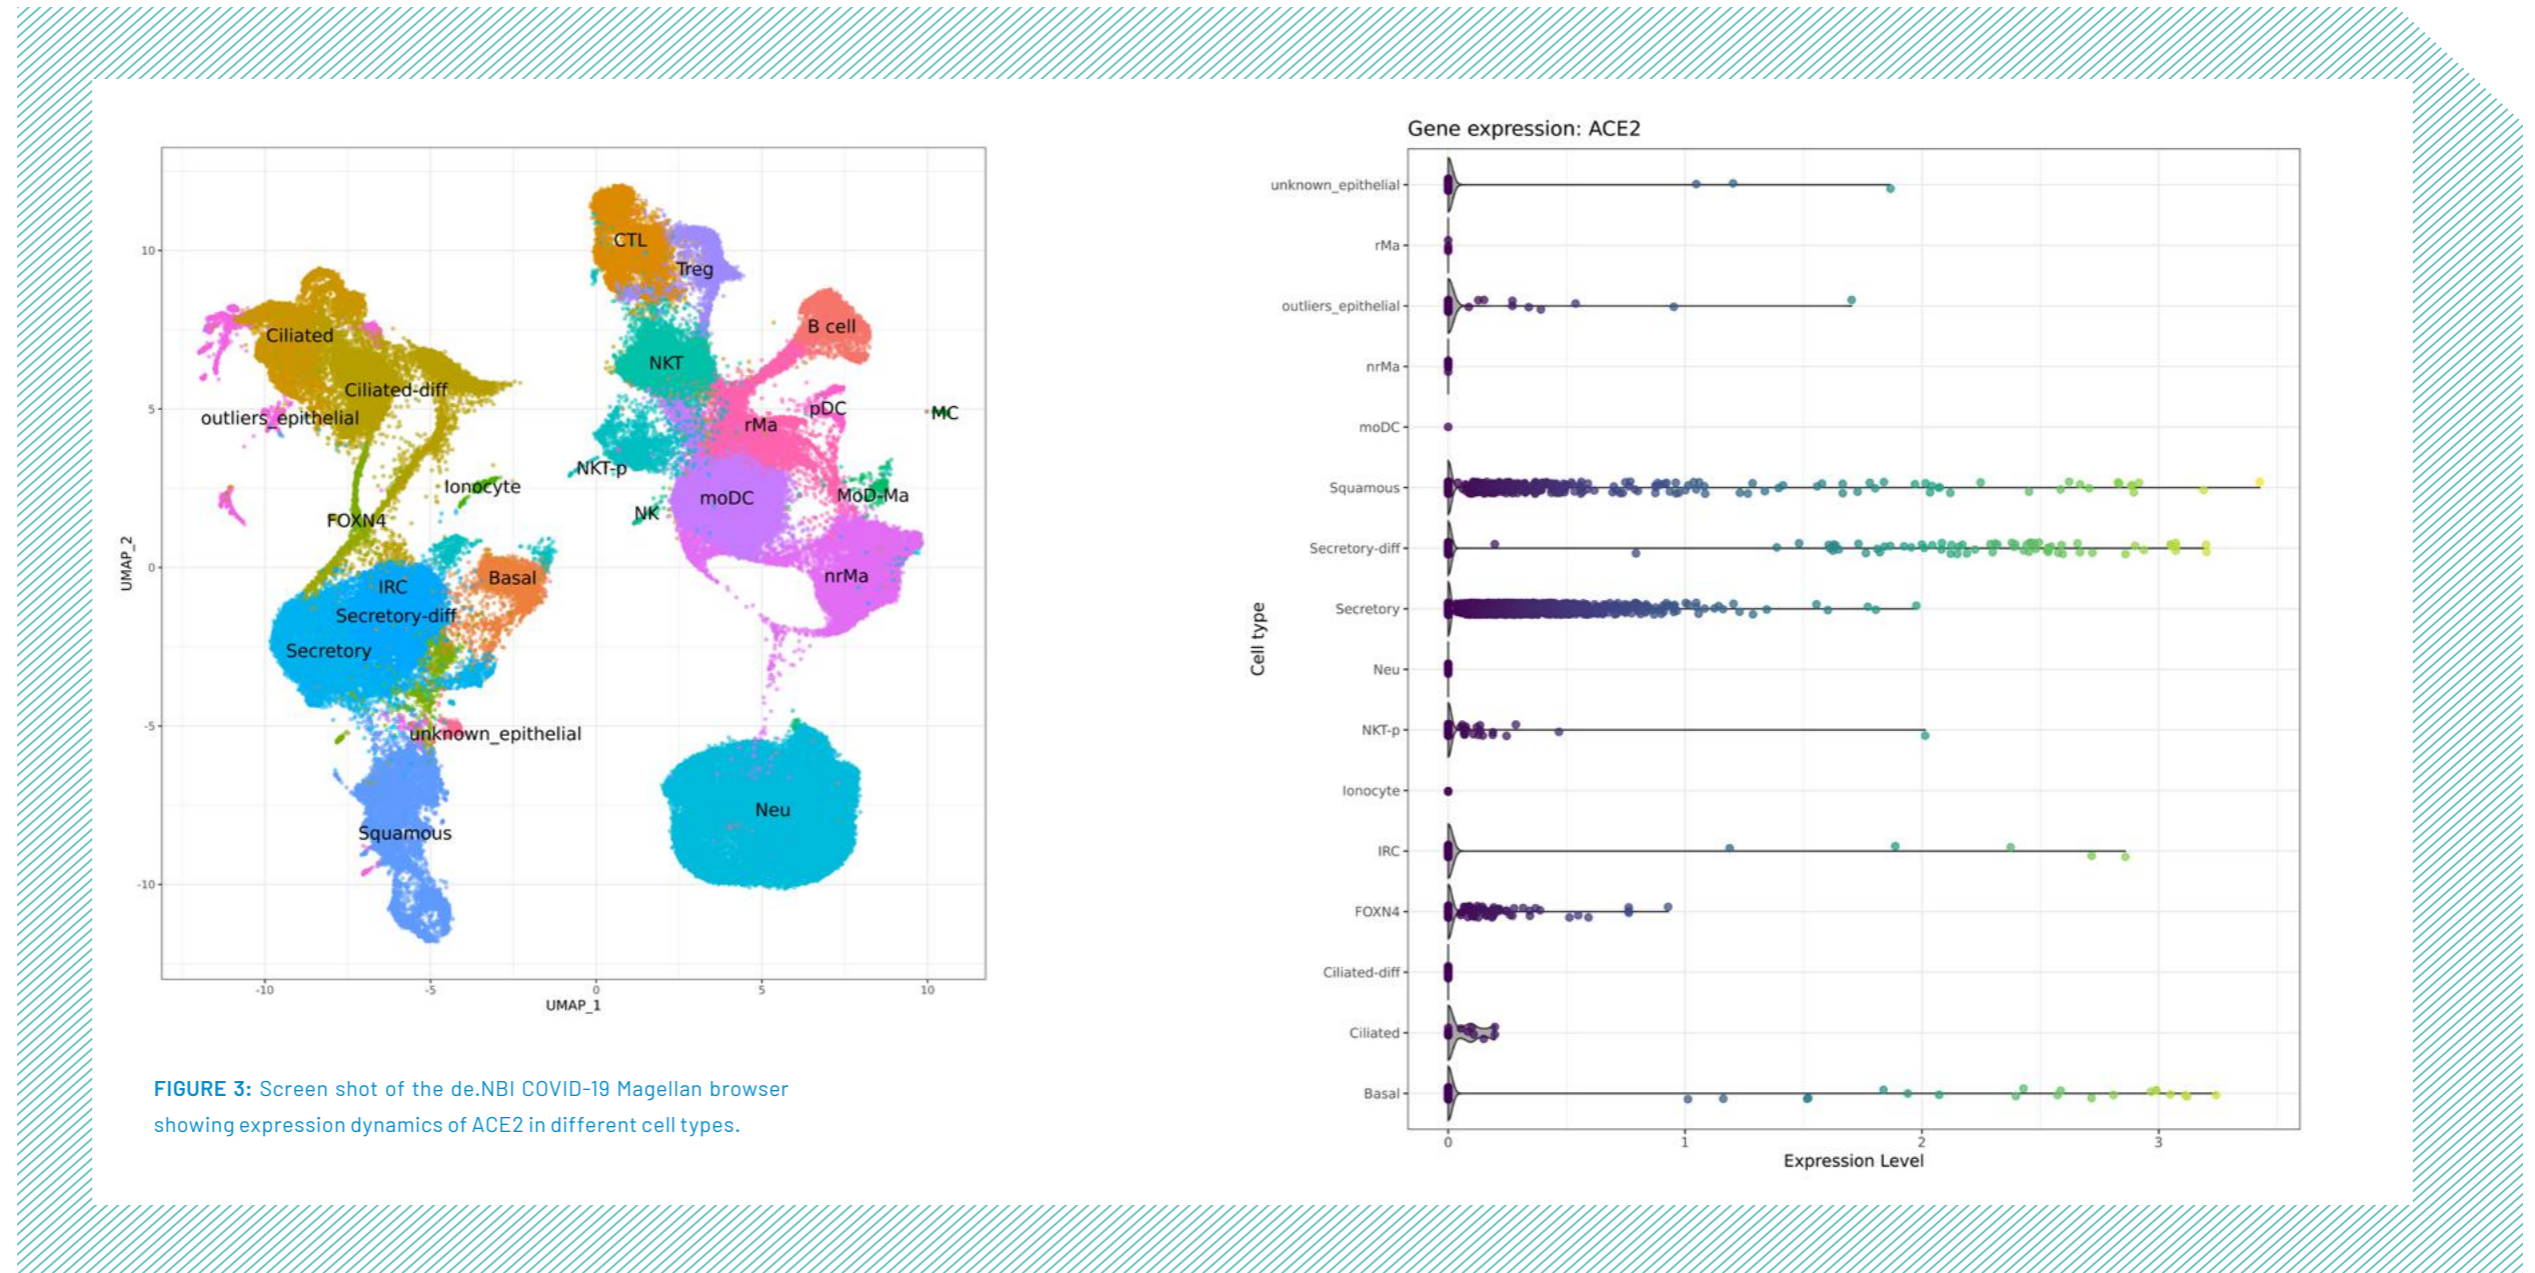 CTL
Treg
B cell
Ciliated
NKT
Ciliated-diff
outliers_epithelial
pDC
MC
rMa
NKT-p
Ionocyte
moDC
MoD-Ma
NK
FOXN4
IRC
Basal
nrMa
Secretory-diff
Secretory
unknown_epithelial
Neu
Squamous
UMAP_2
10
5
0
-5
-10
-10
-5
0
5
10
UMAP_1
FIGURE 3: Screen shot of the de.NBI COVID-19 Magellan browser
showing expression dynamics of ACE2 in different cell types.
Gene expression: ACE2
Cell type
unknown_epithelial
rMa
outliers_epithelial
nrMa
moDC
Squamous
Secretory-diff
Secretory
Neu
NKT-p
Ionocyte
IRC
FOXN4
Ciliated-diff
Ciliated
Basal
0
1
2
3
Expression Level